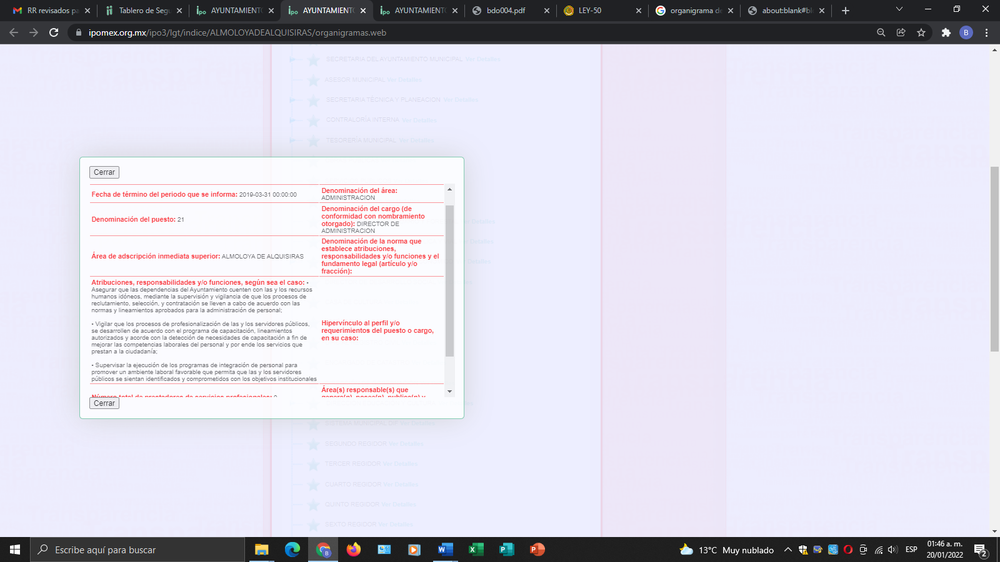 RR revisados pa
Tablero de Segu
AYUNTAMIENTO
AYUNTAMIENTO
AYUNTAMIENTO
bdo004.pdf
LEY-50
organigrama de
about:blank#bl
ipomex.org.mx/ipo3/lgt/indice/ALMOLOYADEALQUISIRAS/organigramas.web
B
SECRETARIA DEL AYUNTAMIENTO MUNICIPAL Ver Detalles
ASESOR MUNICIPAL Ver Detalles
SECRETARIA TÉCNICA Y PLANEACION Ver Detalles
CONTRALORÍA INTERNA Ver Detalles
TESORERÍA MUNICIPAL Ver Detalles
Cerrar
Fecha de término del periodo que se informa: 2019-03-31 00:00:00
Denominación del área:
ADMINISTRACION
Denominación del puesto: 21
Denominación del cargo (de
conformidad con nombramiento
otorgado): DIRECTOR DE
ADMINISTRACION
Área de adscripción inmediata superior: ALMOLOYA DE ALQUISIRAS
Denominación de la norma que
establece atribuciones,
responsabilidades y/o funciones y el
fundamento legal (artículo y/o
fracción):
Atribuciones, responsabilidades y/o funciones, según sea el caso: •
Asegurar que las dependencias del Ayuntamiento cuenten con las y los recursos
humanos idóneos, mediante la supervisión y vigilancia de que los procesos de
reclutamiento, selección, y contratación se lleven a cabo de acuerdo con las
normas y lineamientos aprobados para la administración de personal;
• Vigilar que los procesos de profesionalización de las y los servidores públicos,
se desarrollen de acuerdo con el programa de capacitación, lineamientos
autorizados y acorde con la detección de necesidades de capacitación a fin de
mejorar las competencias laborales del personal y por ende los servicios que
prestan a la ciudadanía;
• Supervisar la ejecución de los programas de integración de personal para
promover un ambiente laboral favorable que permita que las y los servidores
públicos se sientan identificados y comprometidos con los objetivos institucionales
Hipervínculo al perfil y/o
requerimientos del puesto o cargo,
en su caso:
Número total de prestadores de servicios profesionales: 0
Área(s) responsable(s) que
genera(n), posee(n), publica(n) y
Cerrar
SISTEMA MUNICIPAL DIF Ver Detalles
SEGUNDO REGIDOR Ver Detalles
TERCER REGIDOR Ver Detalles
CUARTO REGIDOR Ver Detalles
QUINTO REGIDOR Ver Detalles
SEXTO REGIDOR Ver Detalles
Escribe aquí para buscar
13°C Muy nublado
ESP
01:46 a. m.
20/01/2022
2